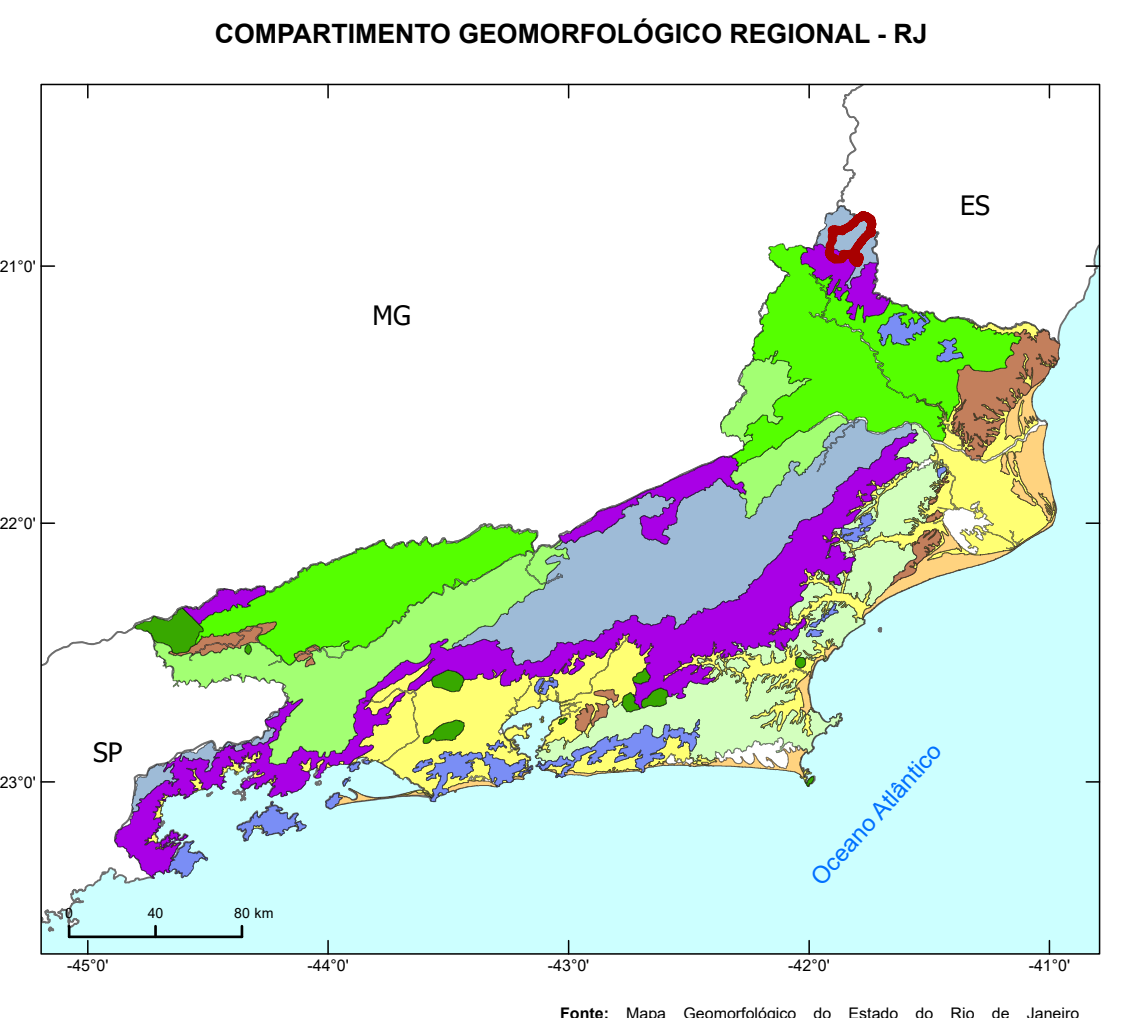 COMPARTIMENTO GEOMORFOLÓGICO REGIONAL - RJ
ES
21°0'
MG
22°0'
SP
23°0'
Oceano Atlântico
0 40 80 km
-45°0' -44°0' -43°0' -42°0' -41°0'
Fonte: Mapa Geomorfológico do Estado do Rio de Janeiro